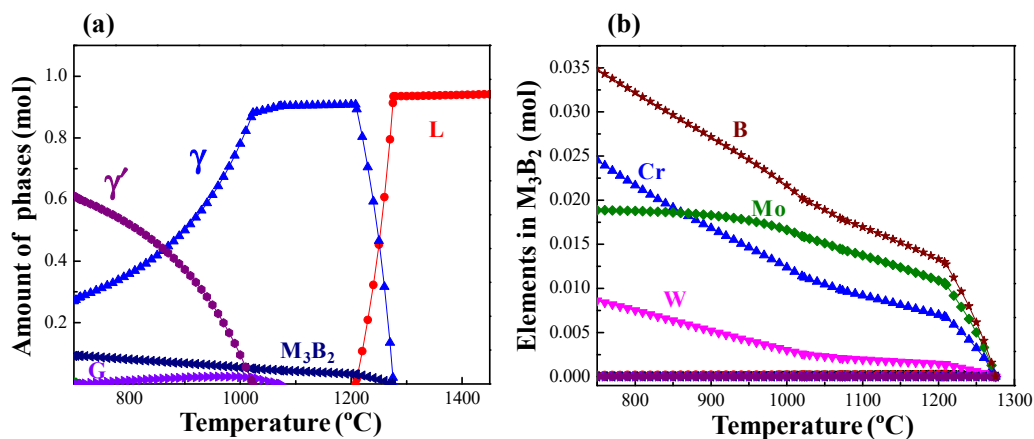 (a)
Amount of phases (mol)
1.0
0.8
0.6
0.4
0.2
γ'
γ
L
M₃B₂
G
800
1000
1200
1400
Temperature (ºC)
(b)
Elements in M₃B₂ (mol)
0.035
0.030
0.025
0.020
0.015
0.010
0.005
0.000
B
Cr
Mo
W
800
900
1000
1100
1200
1300
Temperature (ºC)